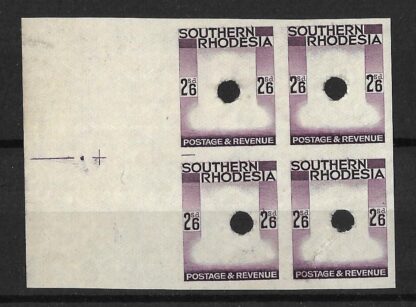 SOUTHERN
RHODESIA
2/6 s.d. 2/6 s.d.
POSTAGE & REVENUE
SOUTHERN
RHODESIA
2/6 s.d. 2/6 s.d.
POSTAGE & REVENUE
SOUTHERN
RHODESIA
2/6 s.d. 2/6 s.d.
POSTAGE & REVENUE
SOUTHERN
RHODESIA
2/6 s.d. 2/6 s.d.
POSTAGE & REVENUE